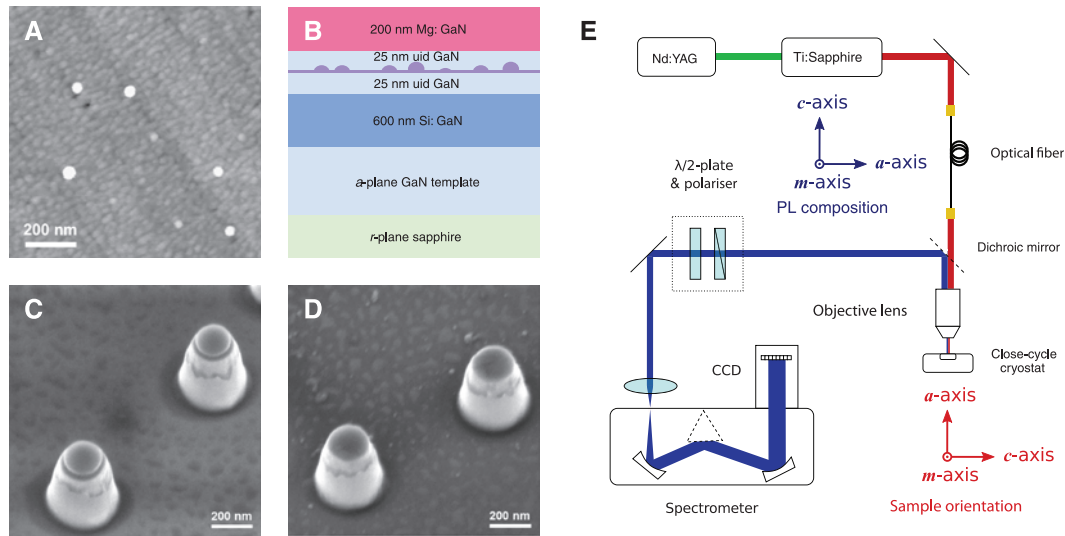 A
200 nm
B
200 nm Mg: GaN
25 nm uid GaN
25 nm uid GaN
600 nm Si: GaN
a-plane GaN template
r-plane sapphire
C
200 nm
D
200 nm
E
Nd:YAG
Ti:Sapphire
c-axis
a-axis
m-axis
PL composition
Optical fiber
λ/2-plate
& polariser
Dichroic mirror
Objective lens
Close-cycle
cryostat
CCD
Spectrometer
a-axis
c-axis
m-axis
Sample orientation